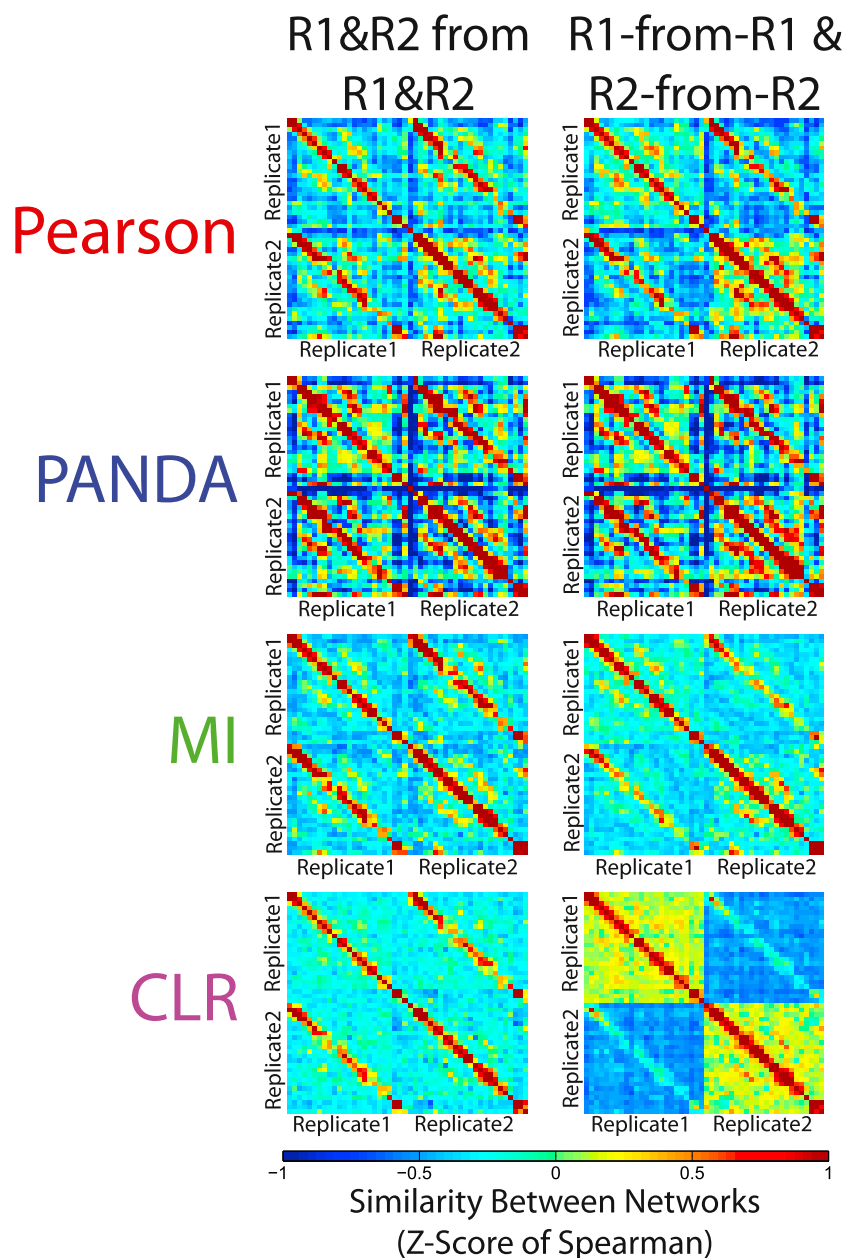 R1&R2 from
R1&R2
R1-from-R1 &
R2-from-R2
Pearson
Replicate1
Replicate2
Replicate1
Replicate2
Replicate1
Replicate2
Replicate1
Replicate2
PANDA
Replicate1
Replicate2
Replicate1
Replicate2
Replicate1
Replicate2
Replicate1
Replicate2
MI
Replicate1
Replicate2
Replicate1
Replicate2
Replicate1
Replicate2
Replicate1
Replicate2
CLR
Replicate1
Replicate2
Replicate1
Replicate2
Replicate1
Replicate2
Replicate1
Replicate2
−1 −0.5 0 0.5 1
Similarity Between Networks
(Z-Score of Spearman)